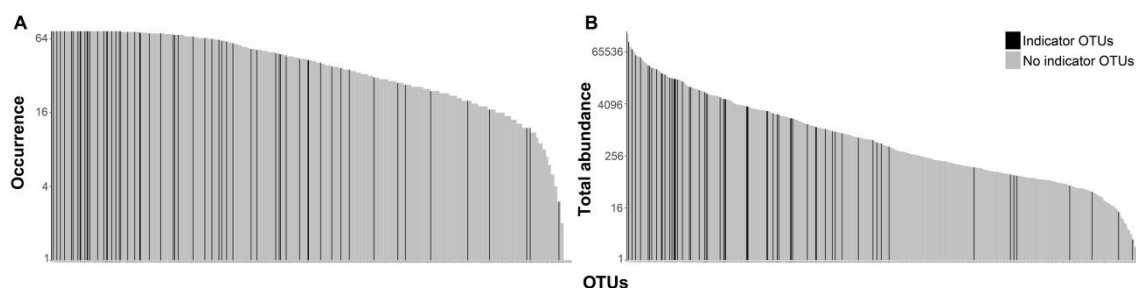 A
Occurrence
64
16
4
1
B
Total abundance
65536
4096
256
16
1
Indicator OTUs
No indicator OTUs
OTUs